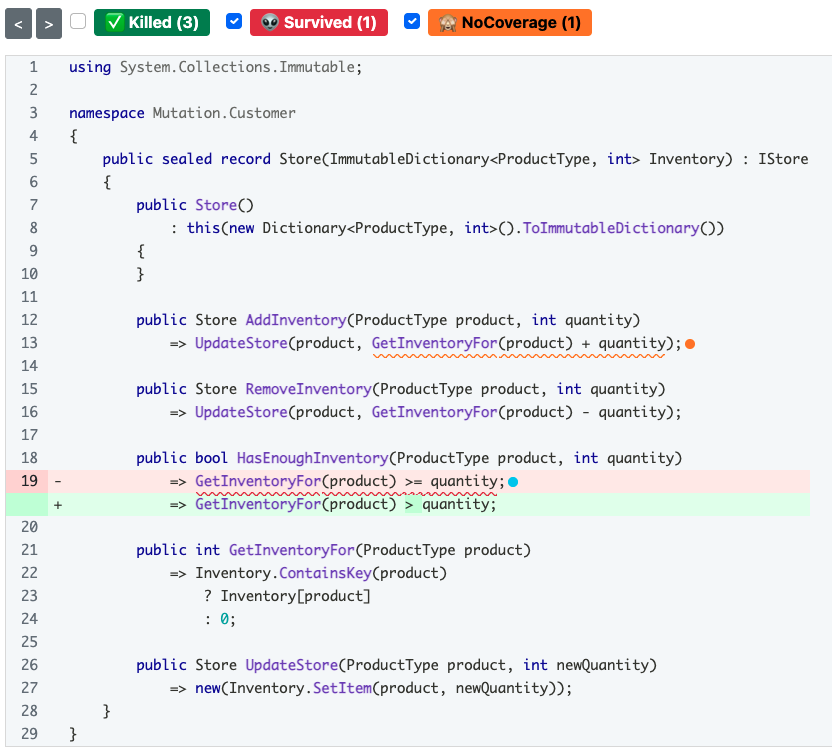 < > ✅ Killed (3) 👽 Survived (1) 🙈 NoCoverage (1)
1 using System.Collections.Immutable;
2
3 namespace Mutation.Customer
4 {
5     public sealed record Store(ImmutableDictionary<ProductType, int> Inventory) : IStore
6     {
7         public Store()
8             : this(new Dictionary<ProductType, int>().ToImmutableDictionary())
9         {
10         }
11
12         public Store AddInventory(ProductType product, int quantity)
13             => UpdateStore(product, GetInventoryFor(product) + quantity);
14
15         public Store RemoveInventory(ProductType product, int quantity)
16             => UpdateStore(product, GetInventoryFor(product) - quantity);
17
18         public bool HasEnoughInventory(ProductType product, int quantity)
19 -             => GetInventoryFor(product) >= quantity;
+             => GetInventoryFor(product) > quantity;
20
21         public int GetInventoryFor(ProductType product)
22             => Inventory.ContainsKey(product)
23                 ? Inventory[product]
24                 : 0;
25
26         public Store UpdateStore(ProductType product, int newQuantity)
27             => new(Inventory.SetItem(product, newQuantity));
28     }
29 }